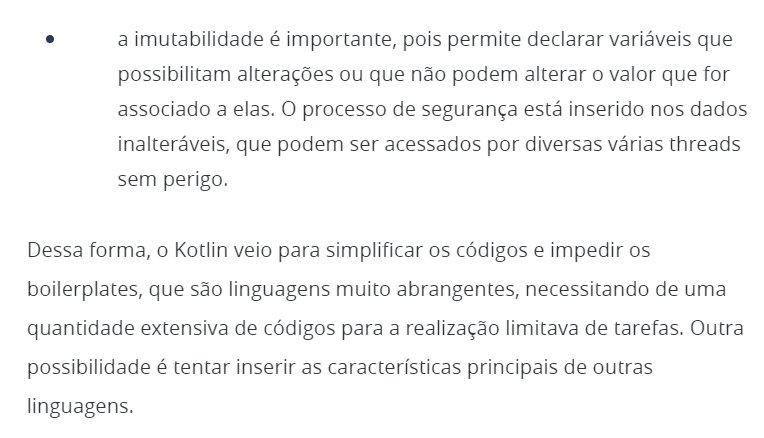 a imutabilidade é importante, pois permite declarar variáveis que
possibilitam alterações ou que não podem alterar o valor que for
associado a elas. O processo de segurança está inserido nos dados
inalteráveis, que podem ser acessados por diversas várias threads
sem perigo.
Dessa forma, o Kotlin veio para simplificar os códigos e impedir os
boilerplates, que são linguagens muito abrangentes, necessitando de uma
quantidade extensiva de códigos para a realização limitava de tarefas. Outra
possibilidade é tentar inserir as características principais de outras
linguagens.